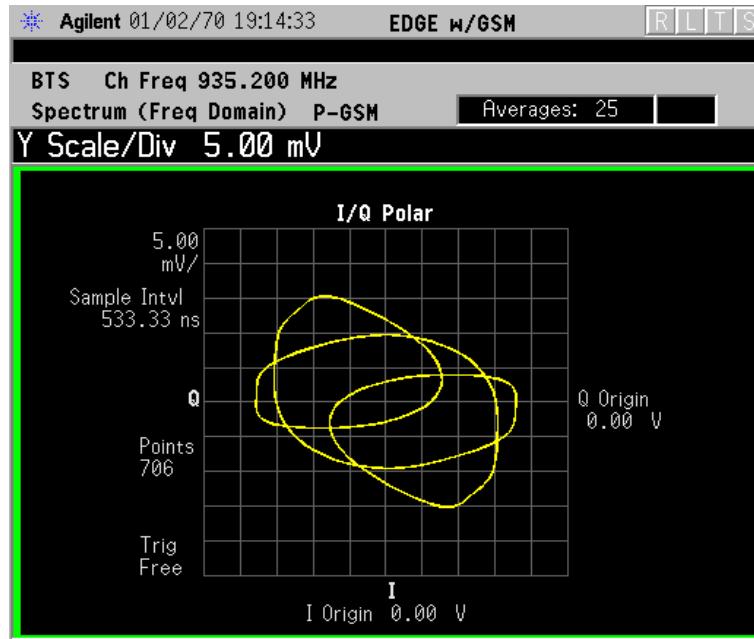 Agilent 01/02/70 19:14:33 EDGE w/GSM R L T S
BTS Ch Freq 935.200 MHz
Spectrum (Freq Domain) P-GSM Averages: 25
Y Scale/Div 5.00 mV
I/Q Polar
5.00
mV/
Sample Intvl
533.33 ns
Q
Q Origin
0.00 V
Points
706
Trig
Free
I
I Origin 0.00 V